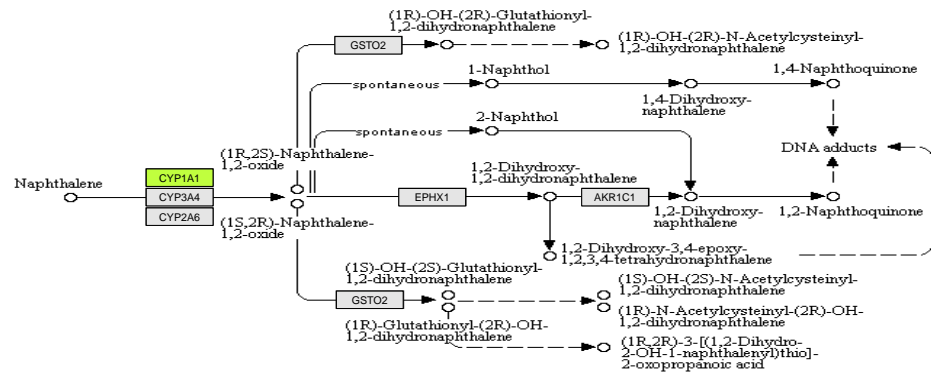 (1R)-OH-(2R)-Glutathionyl-
1,2-dihydronaphthalene
GSTO2
(1R)-OH-(2R)-N-Acetylcysteinyl-
1,2-dihydronaphthalene
1-Naphthol
spontaneous
1,4-Naphthoquinone
1,4-Dihydroxy-
naphthalene
2-Naphthol
spontaneous
DNA adducts
(1R,2S)-Naphthalene-
1,2-oxide
Naphthalene
CYP1A1
CYP3A4
CYP2A6
1,2-Dihydroxy-
1,2-dihydronaphthalene
EPHX1
AKR1C1
(1S,2R)-Naphthalene-
1,2-oxide
1,2-Dihydroxy-
naphthalene
1,2-Naphthoquinone
1,2-Dihydroxy-3,4-epoxy-
1,2,3,4-tetrahydronaphthalene
(1S)-OH-(2S)-Glutathionyl-
1,2-dihydronaphthalene
GSTO2
(1S)-OH-(2S)-N-Acetylcysteinyl-
1,2-dihydronaphthalene
(1R)-N-Acetylcysteinyl-(2R)-OH-
1,2-dihydronaphthalene
(1R)-Glutathionyl-(2R)-OH-
1,2-dihydronaphthalene
(1R,2R)-3-[(1,2-Dihydro-
2-OH-1-naphthalenyl)thio]-
2-oxopropanoic acid